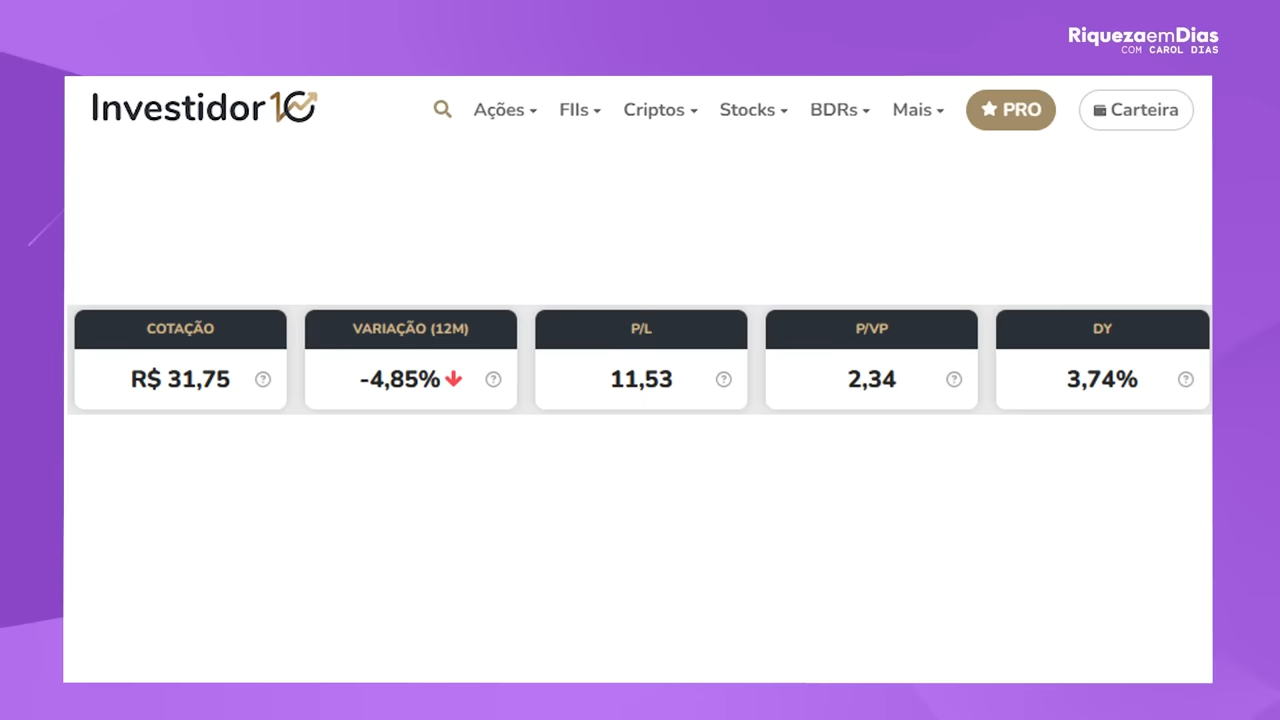 RiquezaemDias
COM CAROL DIAS
Investidor10
Ações FIIs Criptos Stocks BDRs Mais PRO Carteira
COTAÇÃO VARIAÇÃO (12M) P/L P/VP DY
R$ 31,75 -4,85% 11,53 2,34 3,74%